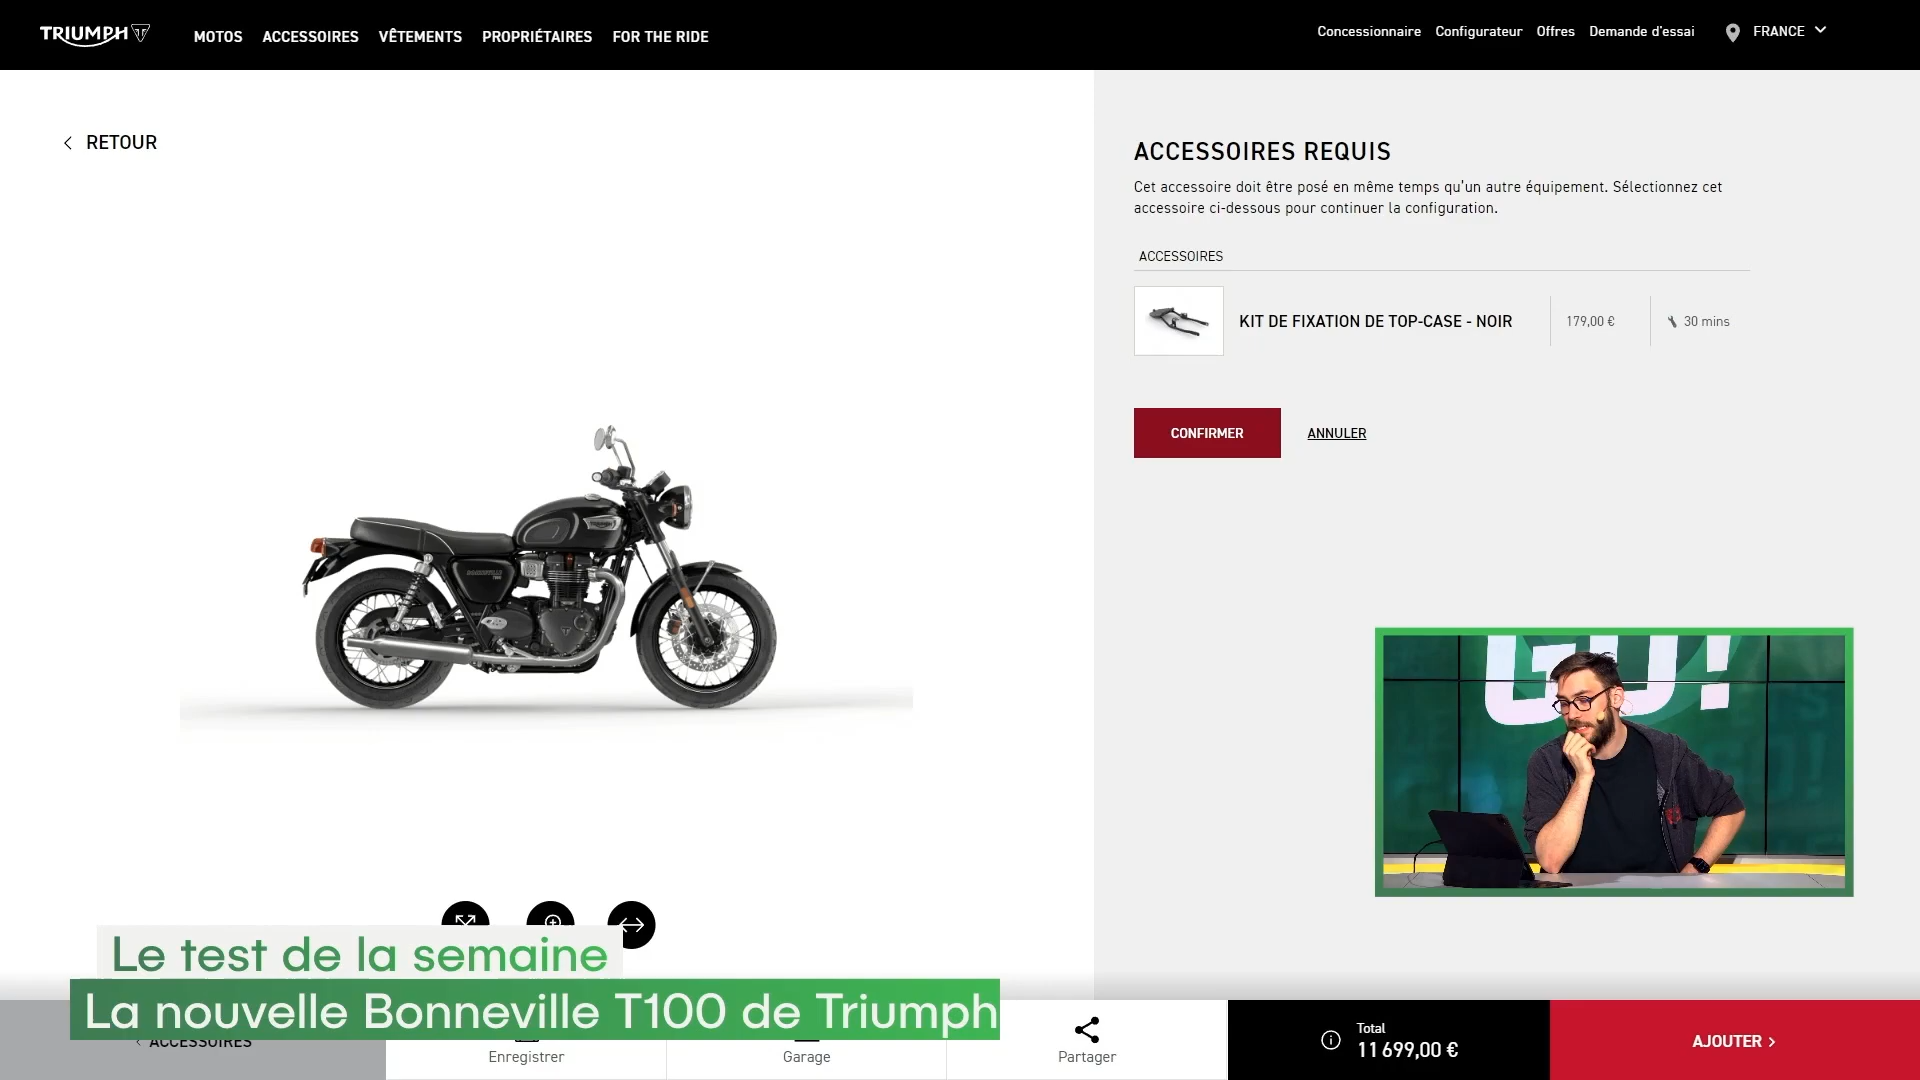 TRIUMPH
MOTOS ACCESSOIRES VÊTEMENTS PROPRIÉTAIRES FOR THE RIDE
Concessionnaire Configurateur Offres Demande d'essai FRANCE
RETOUR
ACCESSOIRES REQUIS
Cet accessoire doit être posé en même temps qu'un autre équipement. Sélectionnez cet
accessoire ci-dessous pour continuer la configuration.
ACCESSOIRES
KIT DE FIXATION DE TOP-CASE - NOIR 179,00 € 30 mins
CONFIRMER ANNULER
GO!
Le test de la semaine
La nouvelle Bonneville T100 de Triumph
ACCESSOIRES
Enregistrer
Garage
Partager
Total
11 699,00 €
AJOUTER